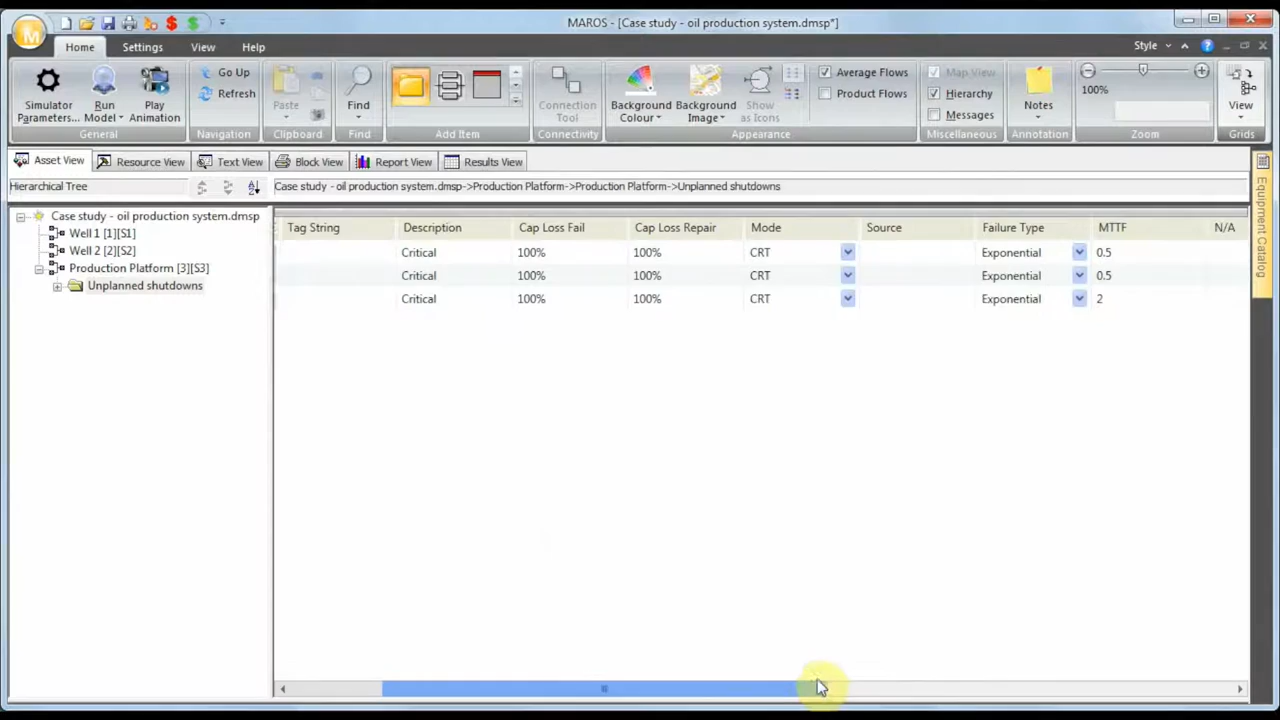 MAROS - [Case study - oil production system.dmsp*]
Home Settings View Help Style
Simulator Parameters... Run Model Play Animation Go Up Refresh Paste Find Connection Tool Background Colour Background Image Show as Icons Average Flows Product Flows Map View Hierarchy Messages Notes 100% View
General Navigation Clipboard Find Add Item Connectivity Appearance Miscellaneous Annotation Zoom Grids
Asset View Resource View Text View Block View Report View Results View
Hierarchical Tree
Case study - oil production system.dmsp->Production Platform->Production Platform->Unplanned shutdowns
Case study - oil production system.dmsp
Well 1 [1][S1]
Well 2 [2][S2]
Production Platform [3][S3]
Unplanned shutdowns
Tag String Description Cap Loss Fail Cap Loss Repair Mode Source Failure Type MTTF N/A
Critical 100% 100% CRT Exponential 0.5
Critical 100% 100% CRT Exponential 0.5
Critical 100% 100% CRT Exponential 2
Equipment Catalog